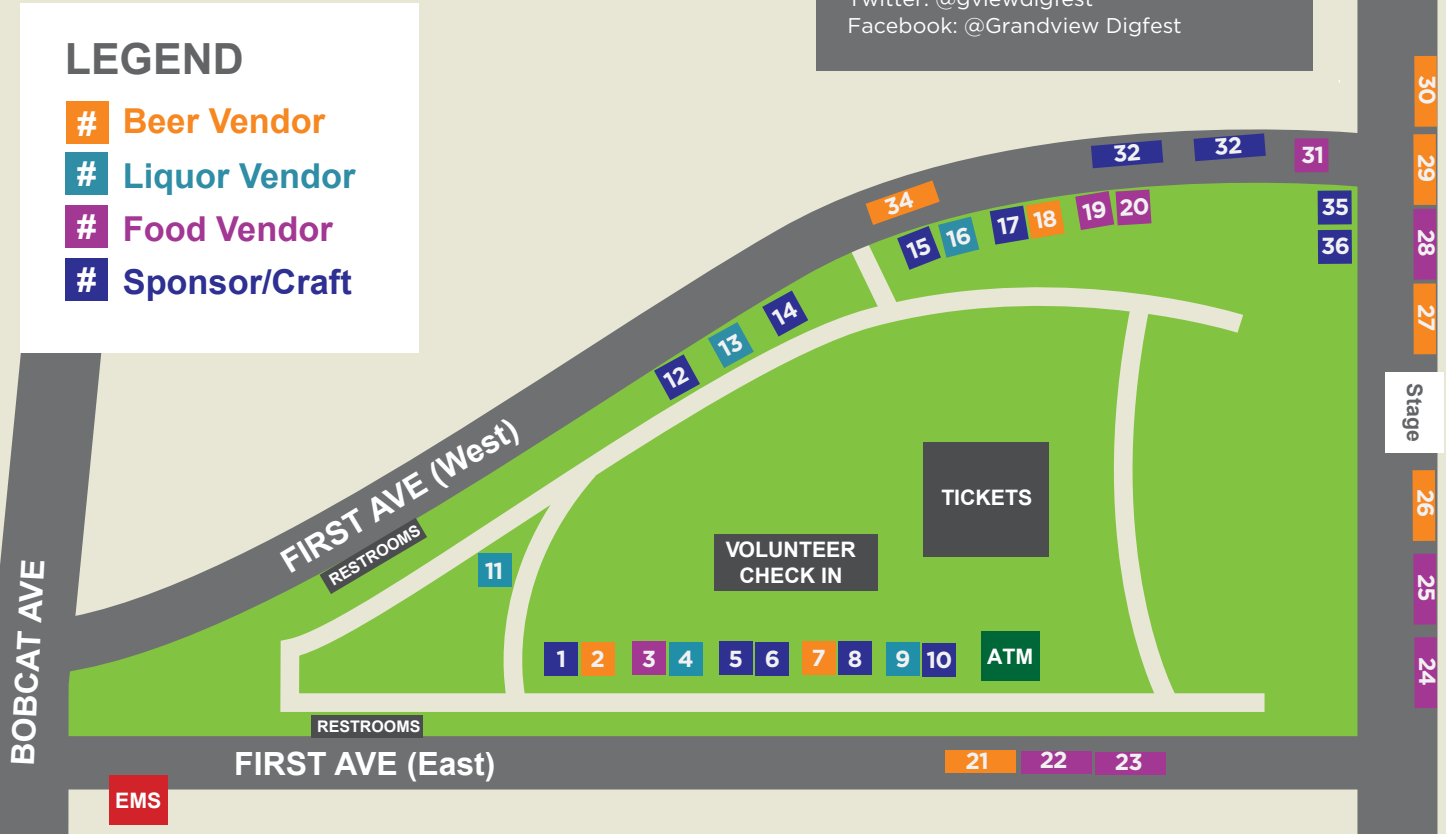 Twitter: @gviewdigfest
Facebook: @Grandview Digfest
LEGEND
# Beer Vendor
# Liquor Vendor
# Food Vendor
# Sponsor/Craft
30
29
28
27
Stage
26
25
24
32
32
31
35
36
34
15
16
17
18
19
20
14
13
12
FIRST AVE (West)
RESTROOMS
11
TICKETS
VOLUNTEER
CHECK IN
1
2
3
4
5
6
7
8
9
10
ATM
BOBCAT AVE
RESTROOMS
FIRST AVE (East)
21
22
23
EMS